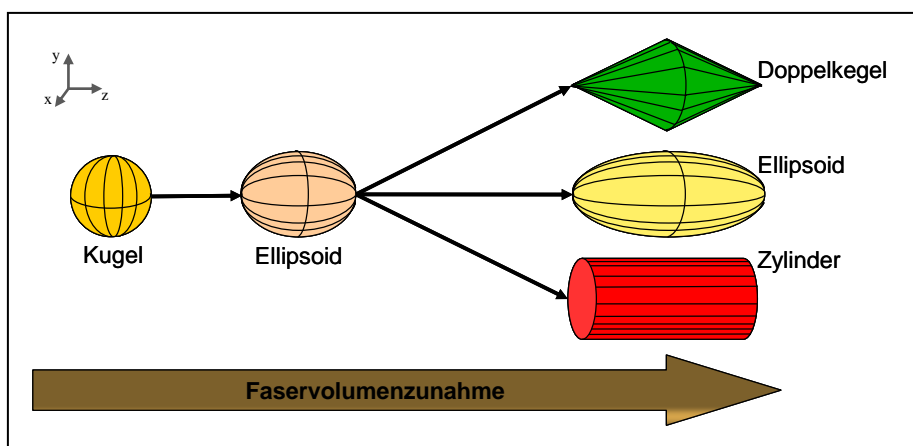 Doppelkegel
y
x
z
Ellipsoid
Kugel
Ellipsoid
Zylinder
Faservolumenzunahme